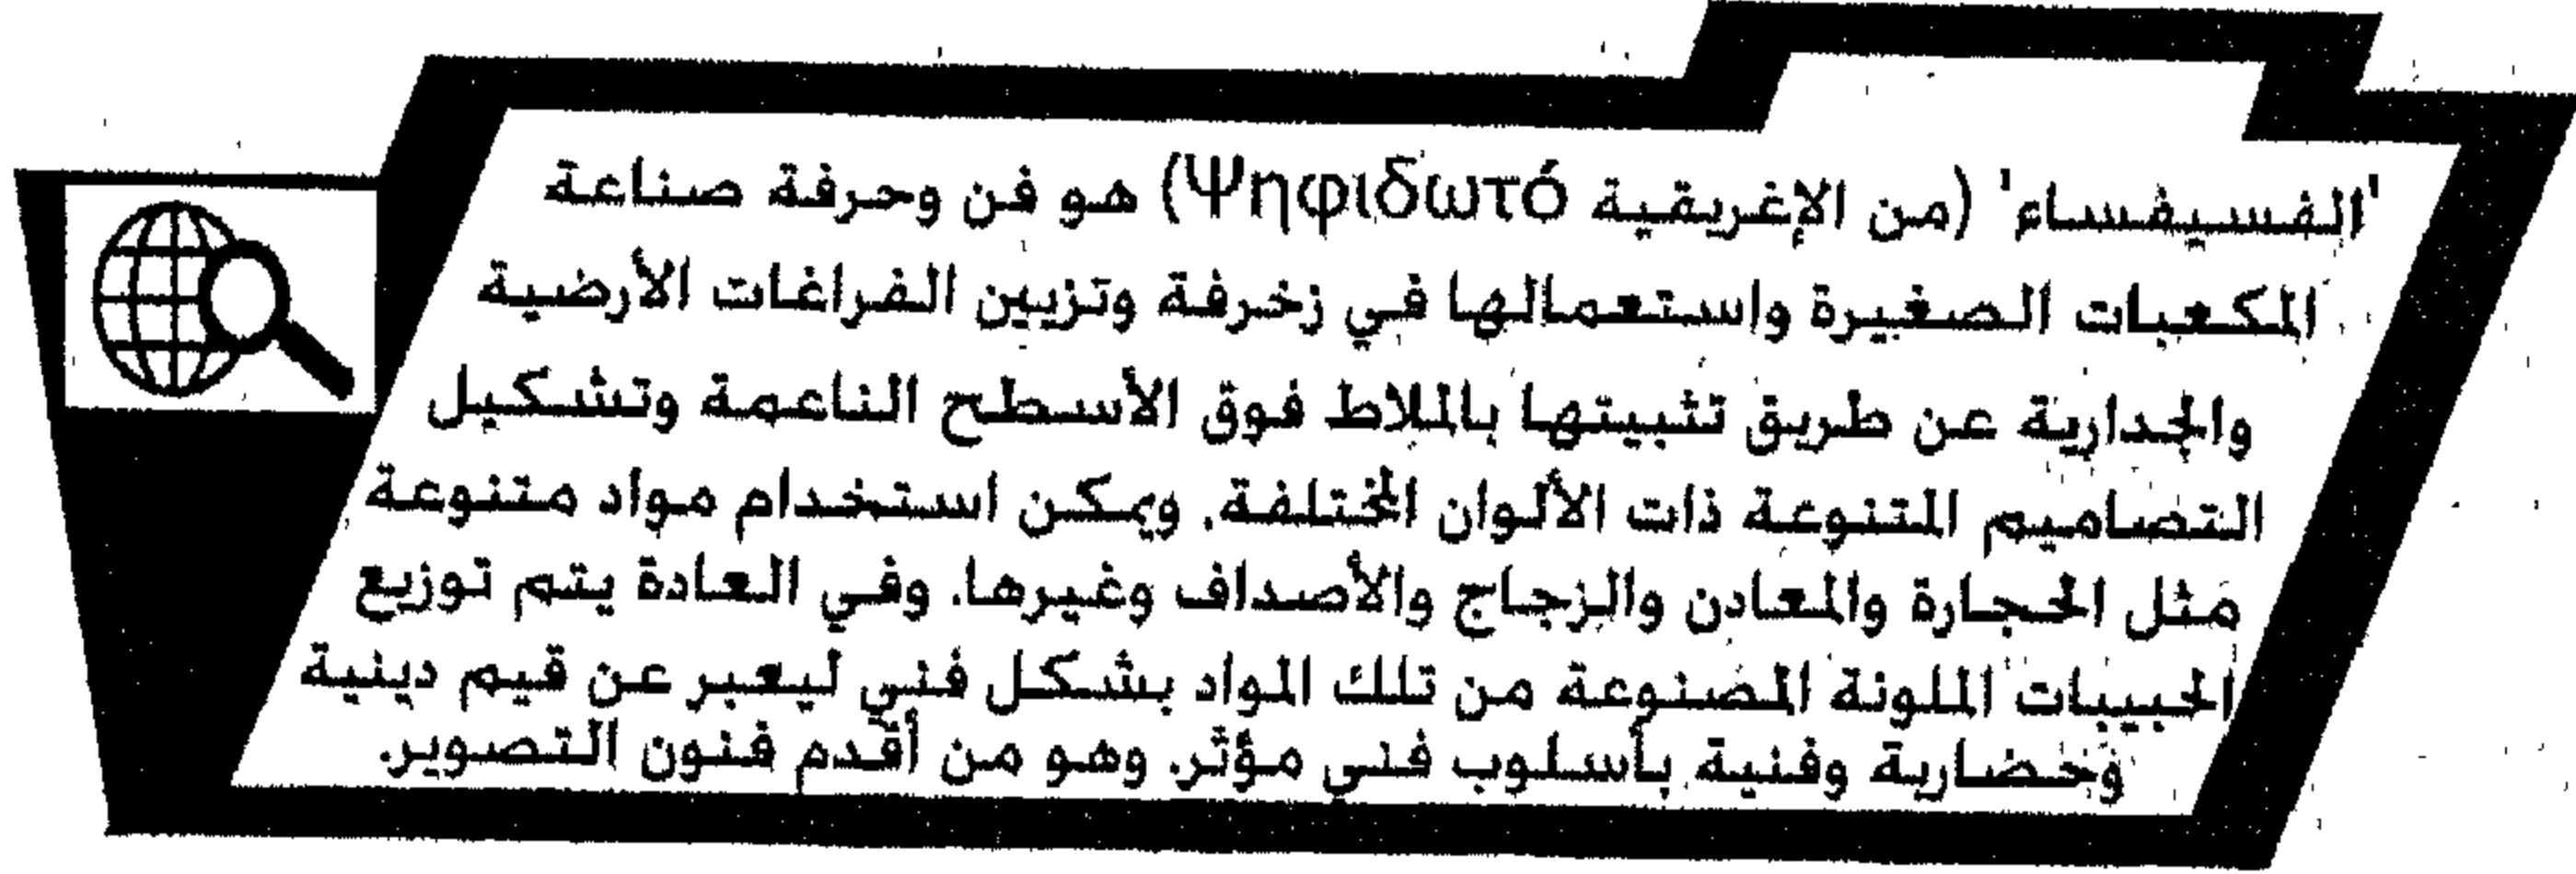 'الفسيفساء' (من الإغريقية Ψηφιδωτό) هو فن وحرفة صناعة
المكعبات الصغيرة واستعمالها في زخرفة وتزيين الفراغات الأرضية
والجدارية عن طريق تثبيتها بالملاط فوق الأسطح الناعمة وتشكيل
التصاميم المتنوعة ذات الألوان المختلفة. ويمكن استخدام مواد متنوعة
مثل الحجارة والمعادن والزجاج والأصداف وغيرها. وفي العادة يتم توزيع
الحبيبات الملونة المصنوعة من تلك المواد بشكل فني ليعبر عن قيم دينية
وحضارية وفنية بأسلوب فني مؤثر. وهو من أقدم فنون التصوير.